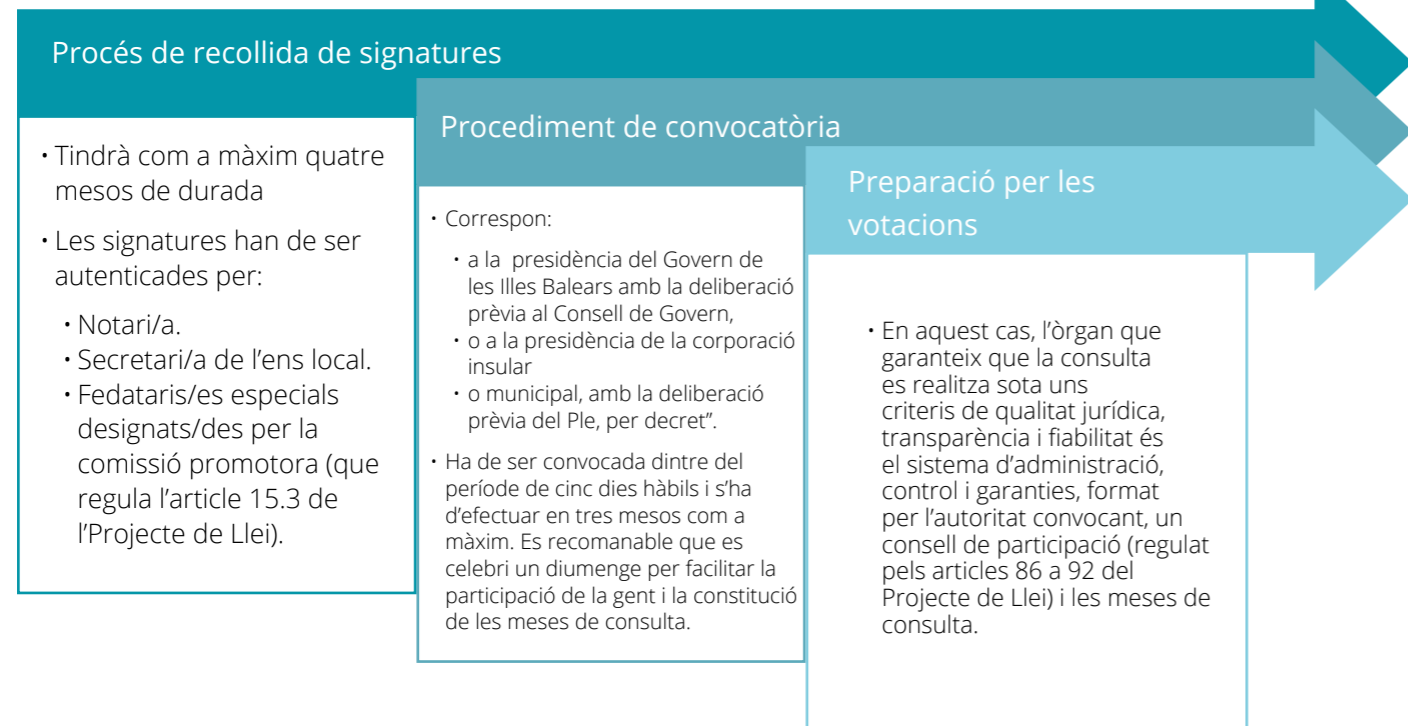 Procés de recollida de signatures
• Tindrà com a màxim quatre
mesos de durada
• Les signatures han de ser
autenticades per:
• Notari/a.
• Secretari/a de l’ens local.
• Fedataris/es especials
designats/des per la
comissió promotora (que
regula l’article 15.3 de
l’Projecte de Llei).
Procediment de convocatòria
• Correspon:
• a la presidència del Govern de
les Illes Balears amb la deliberació
prèvia al Consell de Govern,
• o a la presidència de la corporació
insular
• o municipal, amb la deliberació
prèvia del Ple, per decret”.
• Ha de ser convocada dintre del
període de cinc dies hàbils i s’ha
d’efectuar en tres mesos com a
màxim. Es recomanable que es
celebri un diumenge per facilitar la
participació de la gent i la constitució
de les meses de consulta.
Preparació per les
votacions
• En aquest cas, l’òrgan que
garanteix que la consulta
es realitza sota uns
criteris de qualitat jurídica,
transparència i fiabilitat és
el sistema d’administració,
control i garanties, format
per l’autoritat convocant, un
consell de participació (regulat
pels articles 86 a 92 del
Projecte de Llei) i les meses de
consulta.